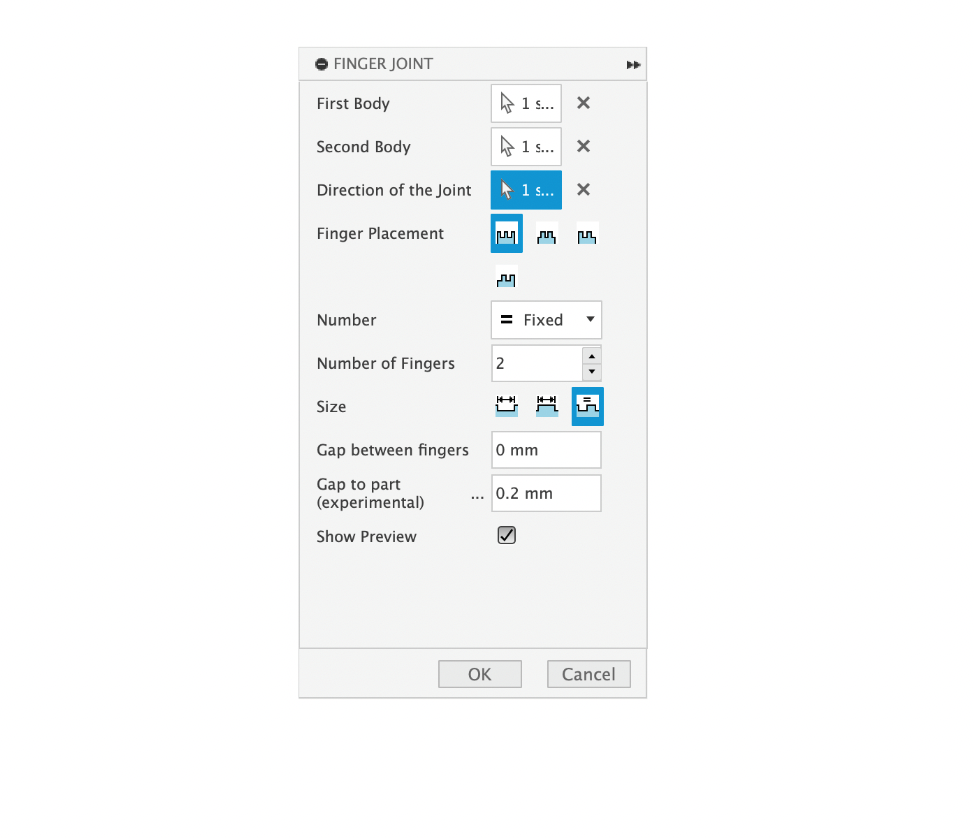 FINGER JOINT
First Body 1 s...
Second Body 1 s...
Direction of the Joint 1 s...
Finger Placement
Number = Fixed
Number of Fingers 2
Size
Gap between fingers 0 mm
Gap to part
(experimental) ... 0.2 mm
Show Preview
OK Cancel